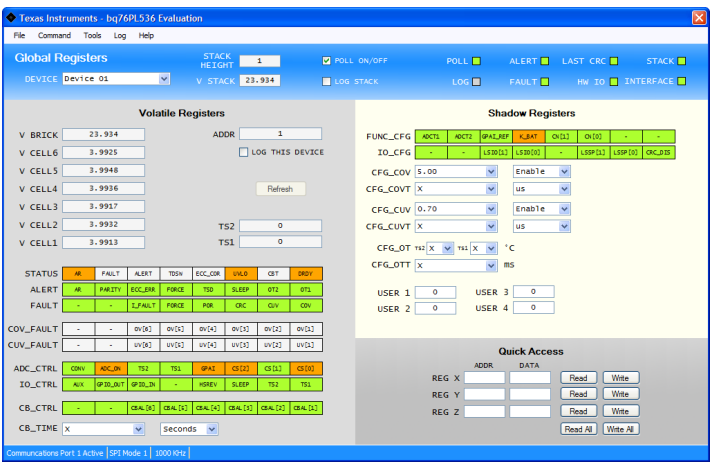 Texas Instruments - bq76PL536 Evaluation
File Command Tools Log Help
Global Registers
STACK HEIGHT 1
POLL ON/OFF
POLL ALERT LAST CRC STACK
DEVICE Device 01
V STACK 23.934
LOG STACK
LOG FAULT HW IO INTERFACE
Volatile Registers
V BRICK 23.934
ADDR 1
V CELL6 3.9925
LOG THIS DEVICE
V CELL5 3.9948
V CELL4 3.9936
Refresh
V CELL3 3.9917
V CELL2 3.9932
TS2 0
V CELL1 3.9913
TS1 0
STATUS AR FAULT ALERT TDSN ECC_COR UVLO CBT DRDY
ALERT AR PARITY ECC_ERR FORCE TSD SLEEP OT2 OT1
FAULT - - I_FAULT FORCE POR CRC CUV COV
COV_FAULT - - OV[6] OV[5] OV[4] OV[3] OV[2] OV[1]
CUV_FAULT - - UV[6] UV[5] UV[4] UV[3] UV[2] UV[1]
ADC_CTRL CONV ADC_ON TS2 TS1 GPAI CS[2] CS[1] CS[0]
IO_CTRL AUX GPIO_OUT GPIO_IN - HSREV SLEEP TS2 TS1
CB_CTRL - - CBAL[6] CBAL[5] CBAL[4] CBAL[3] CBAL[2] CBAL[1]
CB_TIME X Seconds
Shadow Registers
FUNC_CFG ADCT1 ADCT2 GPAI_REF K_BAT CN[1] CN[0] - -
IO_CFG - - LSIO[1] LSIO[0] - LSSP[1] LSSP[0] CRC_DIS
CFG_COV 5.00 Enable
CFG_COVT X us
CFG_CUV 0.70 Enable
CFG_CUVT X us
CFG_OT TS2 X TS1 X °C
CFG_OTT X ms
USER 1 0 USER 3 0
USER 2 0 USER 4 0
Quick Access
ADDR DATA
REG X Read Write
REG Y Read Write
REG Z Read Write
Read All Write All
Communcations Port 1 Active SPI Mode 1 1000 KHz